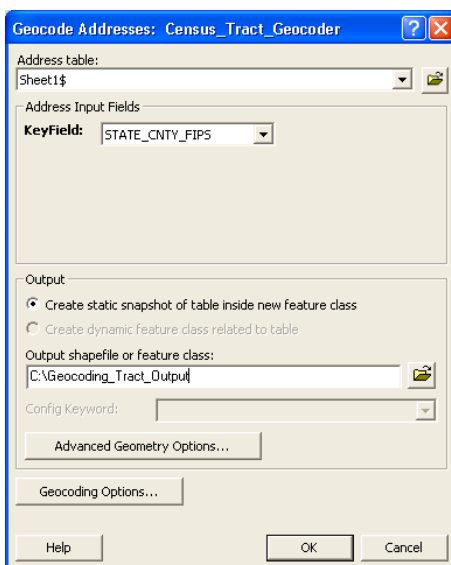 Geocode Addresses: Census_Tract_Geocoder
Address table:
Sheet1$
Address Input Fields
KeyField: STATE_CNTY_FIPS
Output
Create static snapshot of table inside new feature class
Create dynamic feature class related to table
Output shapefile or feature class:
C:\Geocoding_Tract_Output
Config Keyword:
Advanced Geometry Options...
Geocoding Options...
Help OK Cancel